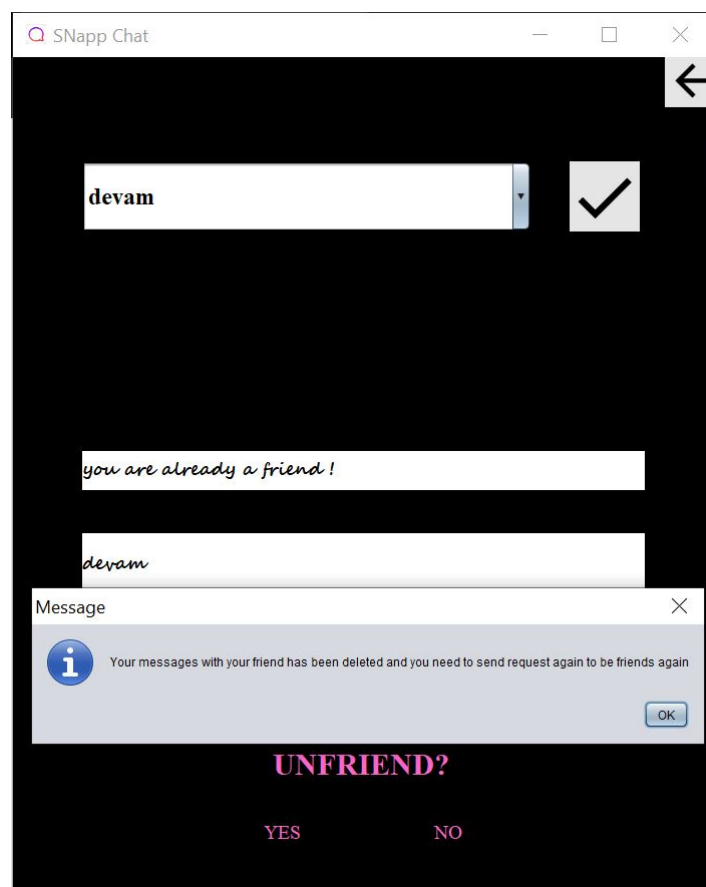 SNapp Chat
devam
you are already a friend !
devam
Message
Your messages with your friend has been deleted and you need to send request again to be friends again
OK
UNFRIEND?
YES NO